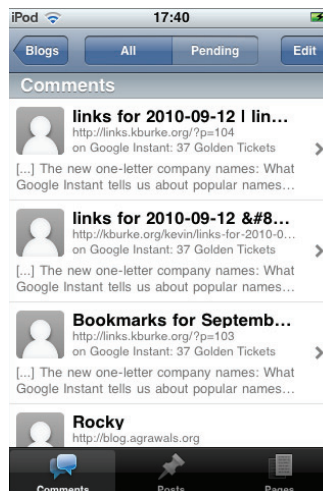 iPod 17:40
Blogs All Pending Edit
Comments
links for 2010-09-12 | lin...
http://links.kburke.org/?p=104
on Google Instant: 37 Golden Tickets
[...] The new one-letter company names: What
Google Instant tells us about popular names...
links for 2010-09-12 &#8...
http://kburke.org/kevin/links-for-2010-0...
on Google Instant: 37 Golden Tickets
[...] The new one-letter company names: What
Google Instant tells us about popular names...
Bookmarks for Septemb...
http://links.kburke.org/?p=103
on Google Instant: 37 Golden Tickets
[...] The new one-letter company names: What
Google Instant tells us about popular names...
Rocky
http://blog.agrawals.org
Comments Posts Pages